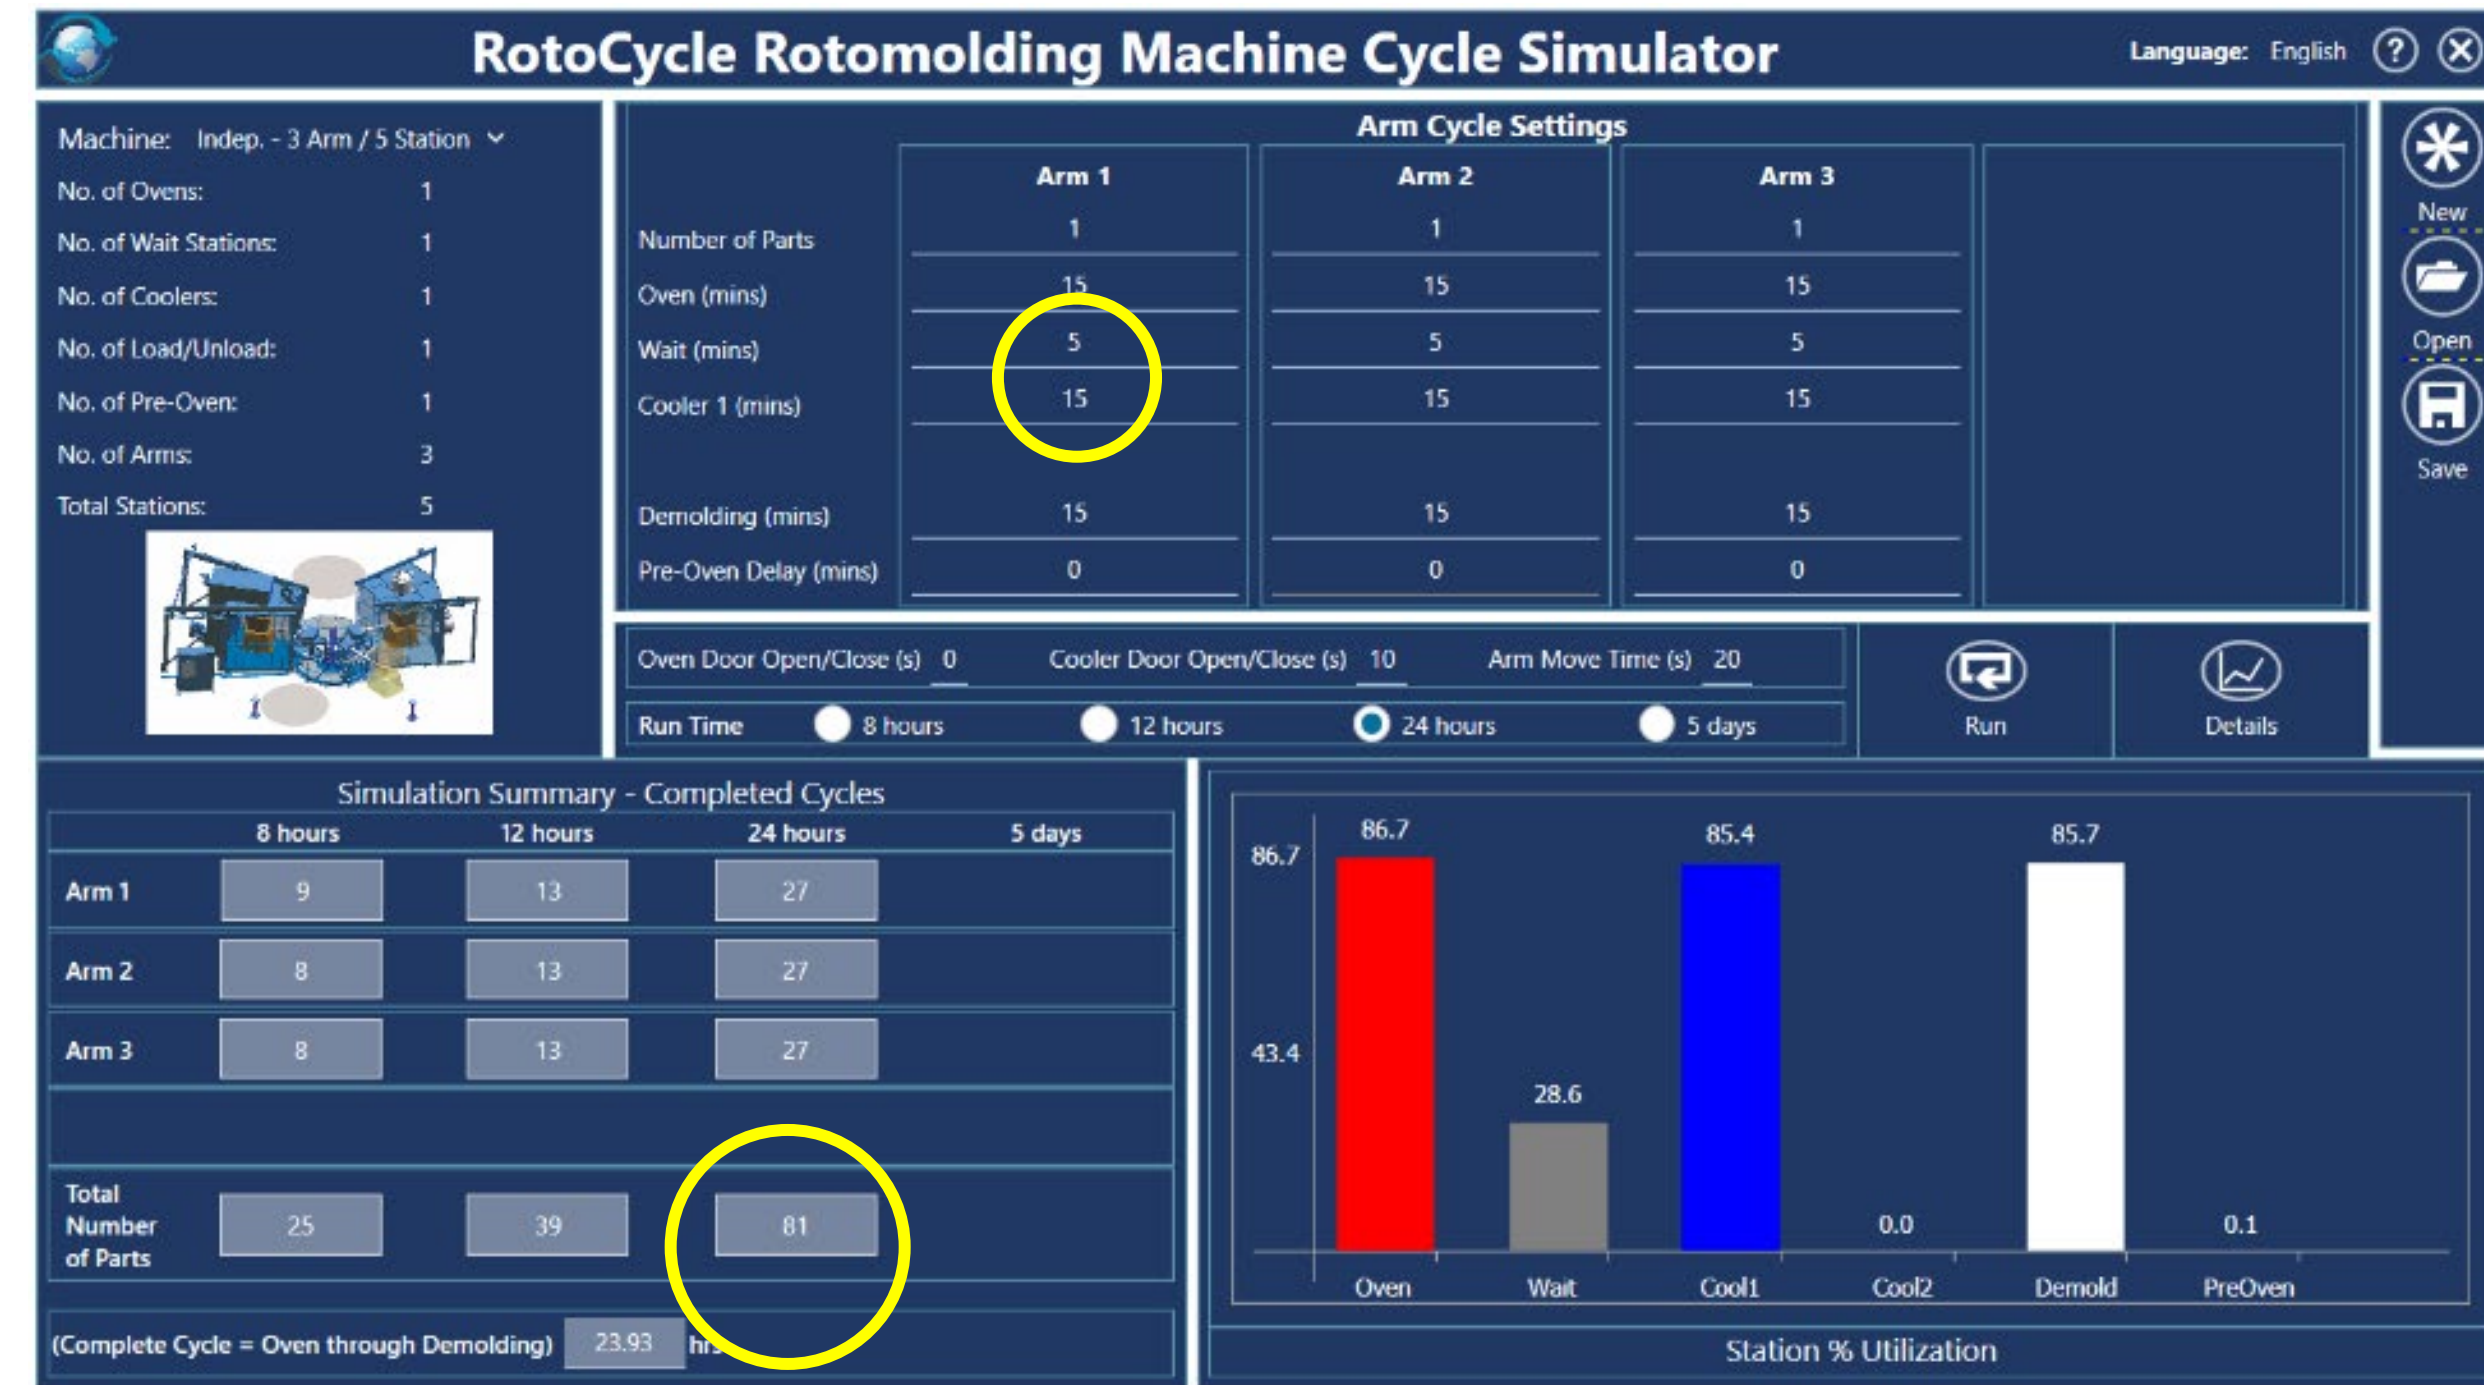 RotoCycle Rotomolding Machine Cycle Simulator
Language: English ?
Machine: Indep. - 3 Arm / 5 Station
No. of Ovens: 1
No. of Wait Stations: 1
No. of Coolers: 1
No. of Load/Unload: 1
No. of Pre-Oven: 1
No. of Arms: 3
Total Stations: 5
Arm Cycle Settings
Arm 1 Arm 2 Arm 3
Number of Parts 1 1 1
Oven (mins) 15 15 15
Wait (mins) 5 5 5
Cooler 1 (mins) 15 15 15
Demolding (mins) 15 15 15
Pre-Oven Delay (mins) 0 0 0
Oven Door Open/Close (s) 0 Cooler Door Open/Close (s) 10 Arm Move Time (s) 20
Run Time 8 hours 12 hours 24 hours 5 days
Run
Details
New
Open
Save
Simulation Summary - Completed Cycles
8 hours 12 hours 24 hours 5 days
Arm 1 9 13 27
Arm 2 8 13 27
Arm 3 8 13 27
Total
Number
of Parts
25 39 81
(Complete Cycle = Oven through Demolding) 23.93 hrs
86.7 85.4 85.7
86.7
43.4
28.6
0.0 0.1
Oven Wait Cool1 Cool2 Demold PreOven
Station % Utilization